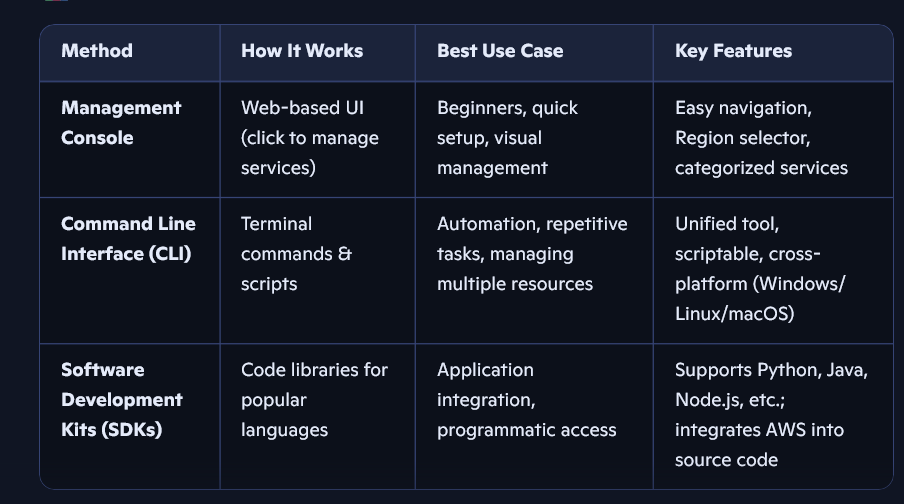 Method
How It Works
Best Use Case
Key Features
Management
Console
Web-based UI
(click to manage
services)
Beginners, quick
setup, visual
management
Easy navigation,
Region selector,
categorized services
Command Line
Interface (CLI)
Terminal
commands &
scripts
Automation, repetitive
tasks, managing
multiple resources
Unified tool,
scriptable, cross-
platform (Windows/
Linux/macOS)
Software
Development
Kits (SDKs)
Code libraries for
popular
languages
Application
integration,
programmatic access
Supports Python, Java,
Node.js, etc.;
integrates AWS into
source code